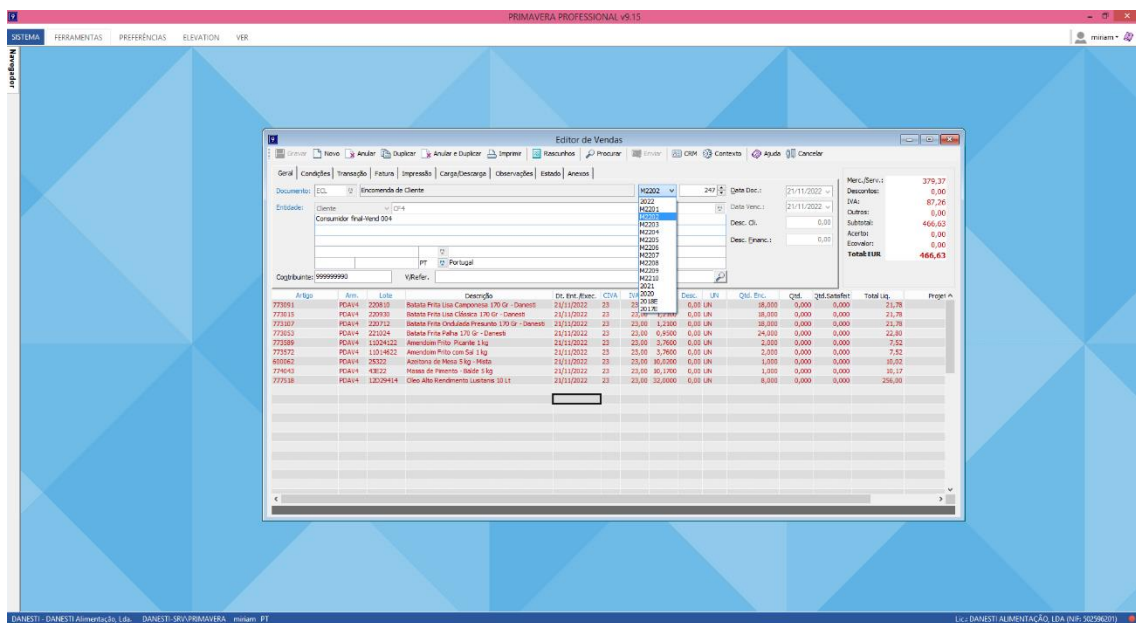 PRIMAVERA PROFESSIONAL v9.15
SISTEMA FERRAMENTAS PREFERÊNCIAS ELEVATION VER miriam
Navegador
Editor de Vendas
Gravar Novo Anular Duplicar Anular e Duplicar Imprimir Rascunhos Procurar Enviar CRM Contexto Ajuda Cancelar
Geral Condições Transação Fatura Impressão Carga/Descarga Observações Estado Anexos
Documento: ECL Encomenda de Cliente M2202 247 Data Doc.: 21/11/2022
Entidade: Cliente CF4 Data Venc.: 21/11/2022
Consumidor final-Vend 004 Desc. Cli. 0,00
Desc. Financ.: 0,00
PT Portugal
Contribuinte: 999999990 V/Refer.
2022
M2201
M2202
M2203
M2204
M2205
M2206
M2207
M2208
M2209
M2210
2021
2020
2018E
2017E
Merc./Serv.: 379,37
Descontos: 0,00
IVA: 87,26
Outros: 0,00
Subtotal: 466,63
Acerto: 0,00
Ecovalor: 0,00
Total: EUR 466,63
Artigo Arm. Lote Descrição Dt. Ent./Exec. CIVA Desc. UN Qtd. Enc. Qtd. Qtd.Satisfeit Total Liq. Projet
773091 PDAV4 220810 Batata Frita Lisa Camponesa 170 Gr - Danesti 21/11/2022 23 0,00 UN 18,000 0,000 0,000 21,78
773015 PDAV4 220930 Batata Frita Lisa Clássica 170 Gr - Danesti 21/11/2022 23 23,00 0,00 UN 18,000 0,000 0,000 21,78
773107 PDAV4 220712 Batata Frita Ondulada Presunto 170 Gr - Danesti 21/11/2022 23 23,00 1,2100 0,00 UN 18,000 0,000 0,000 21,78
773053 PDAV4 221024 Batata Frita Palha 170 Gr - Danesti 21/11/2022 23 23,00 0,9500 0,00 UN 24,000 0,000 0,000 22,80
773589 PDAV4 11024122 Amendoim Frito Picante 1 kg 21/11/2022 23 23,00 3,7600 0,00 UN 2,000 0,000 0,000 7,52
773572 PDAV4 11014622 Amendoim Frito com Sal 1 kg 21/11/2022 23 23,00 3,7600 0,00 UN 2,000 0,000 0,000 7,52
600062 PDAV4 25322 Azeitona de Mesa 5 kg - Mista 21/11/2022 23 23,00 10,0200 0,00 UN 1,000 0,000 0,000 10,02
774043 PDAV4 43E22 Massa de Pimento - Balde 5 kg 21/11/2022 23 23,00 10,1700 0,00 UN 1,000 0,000 0,000 10,17
777518 PDAV4 12029414 Oleo Alto Rendimento Lusitania 10 Lt 21/11/2022 23 23,00 32,0000 0,00 UN 8,000 0,000 0,000 256,00
DANESTI - DANESTI Alimentação, Lda. DANESTI-SRV\PRIMAVERA miriam PT Lic.: DANESTI ALIMENTAÇÃO, LDA (NIF: 502596201)